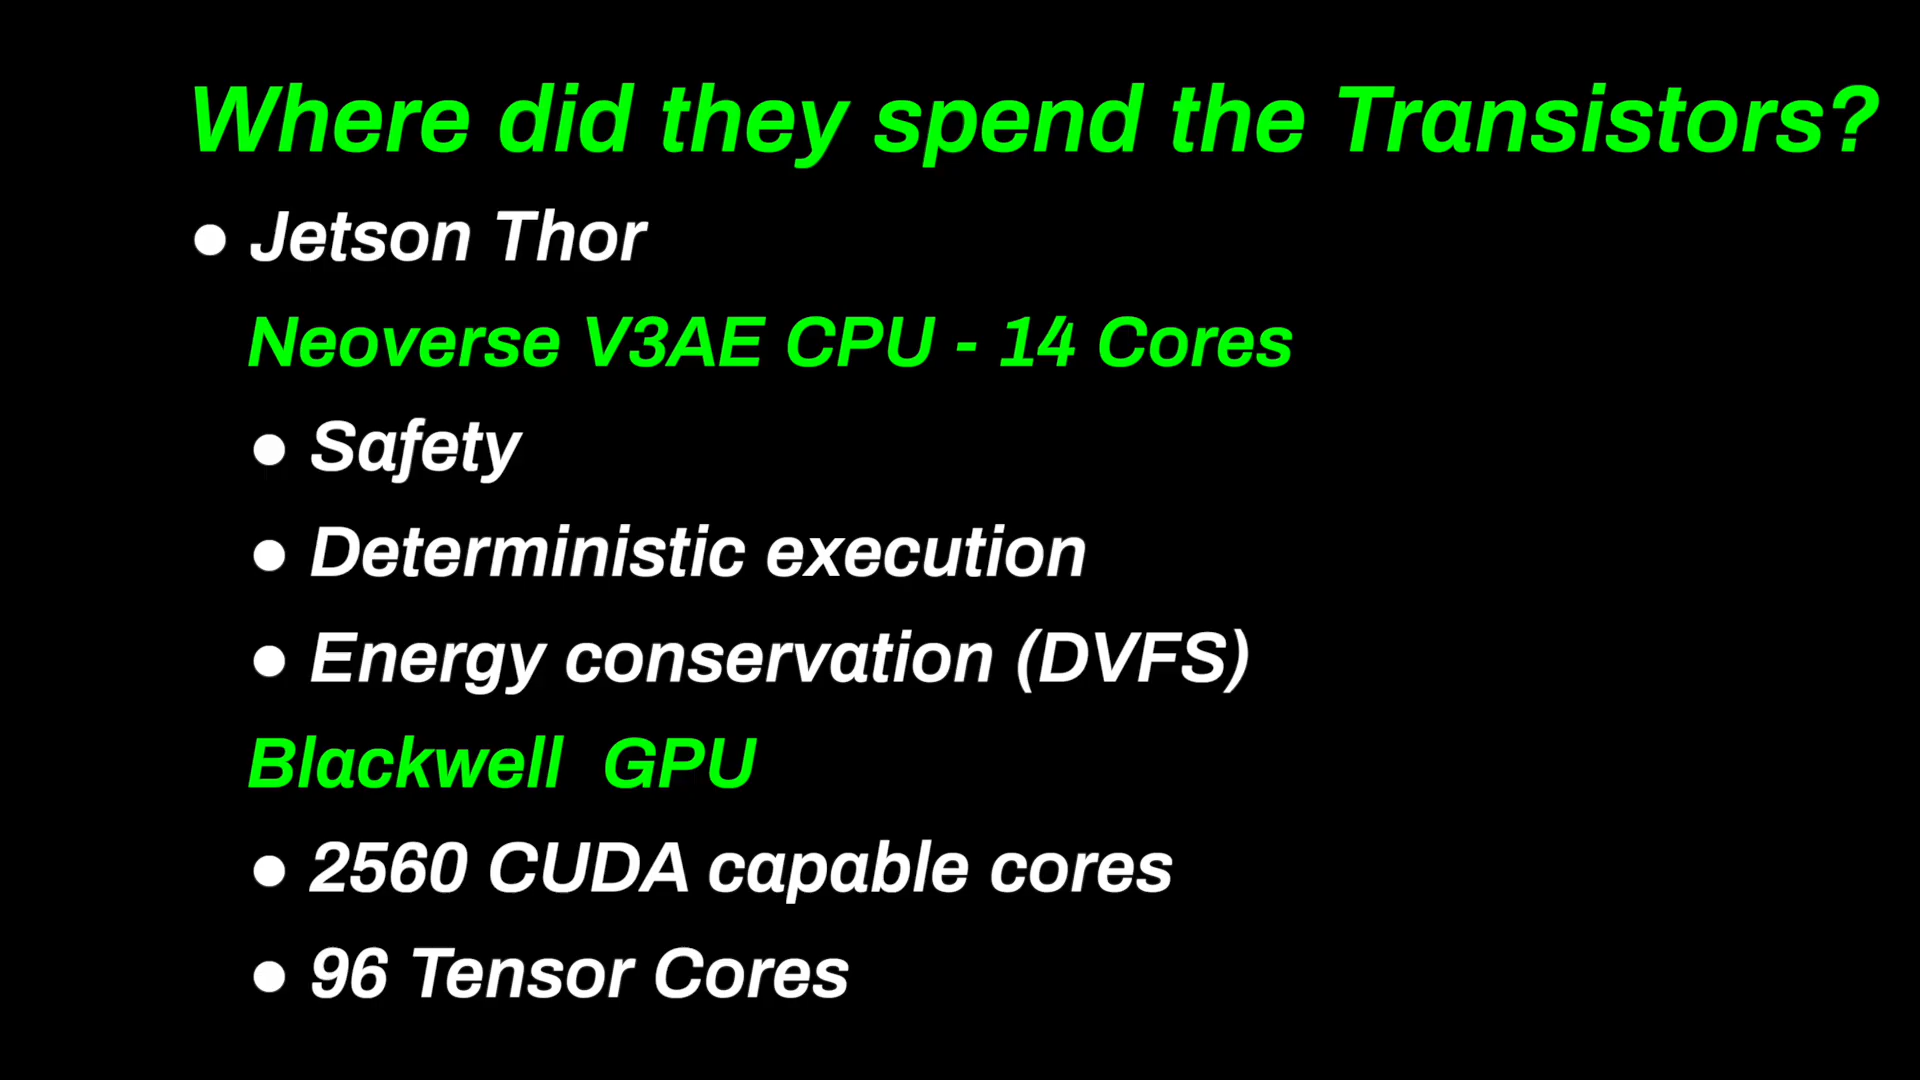 Where did they spend the Transistors?
● Jetson Thor
Neoverse V3AE CPU - 14 Cores
● Safety
● Deterministic execution
● Energy conservation (DVFS)
Blackwell GPU
● 2560 CUDA capable cores
● 96 Tensor Cores